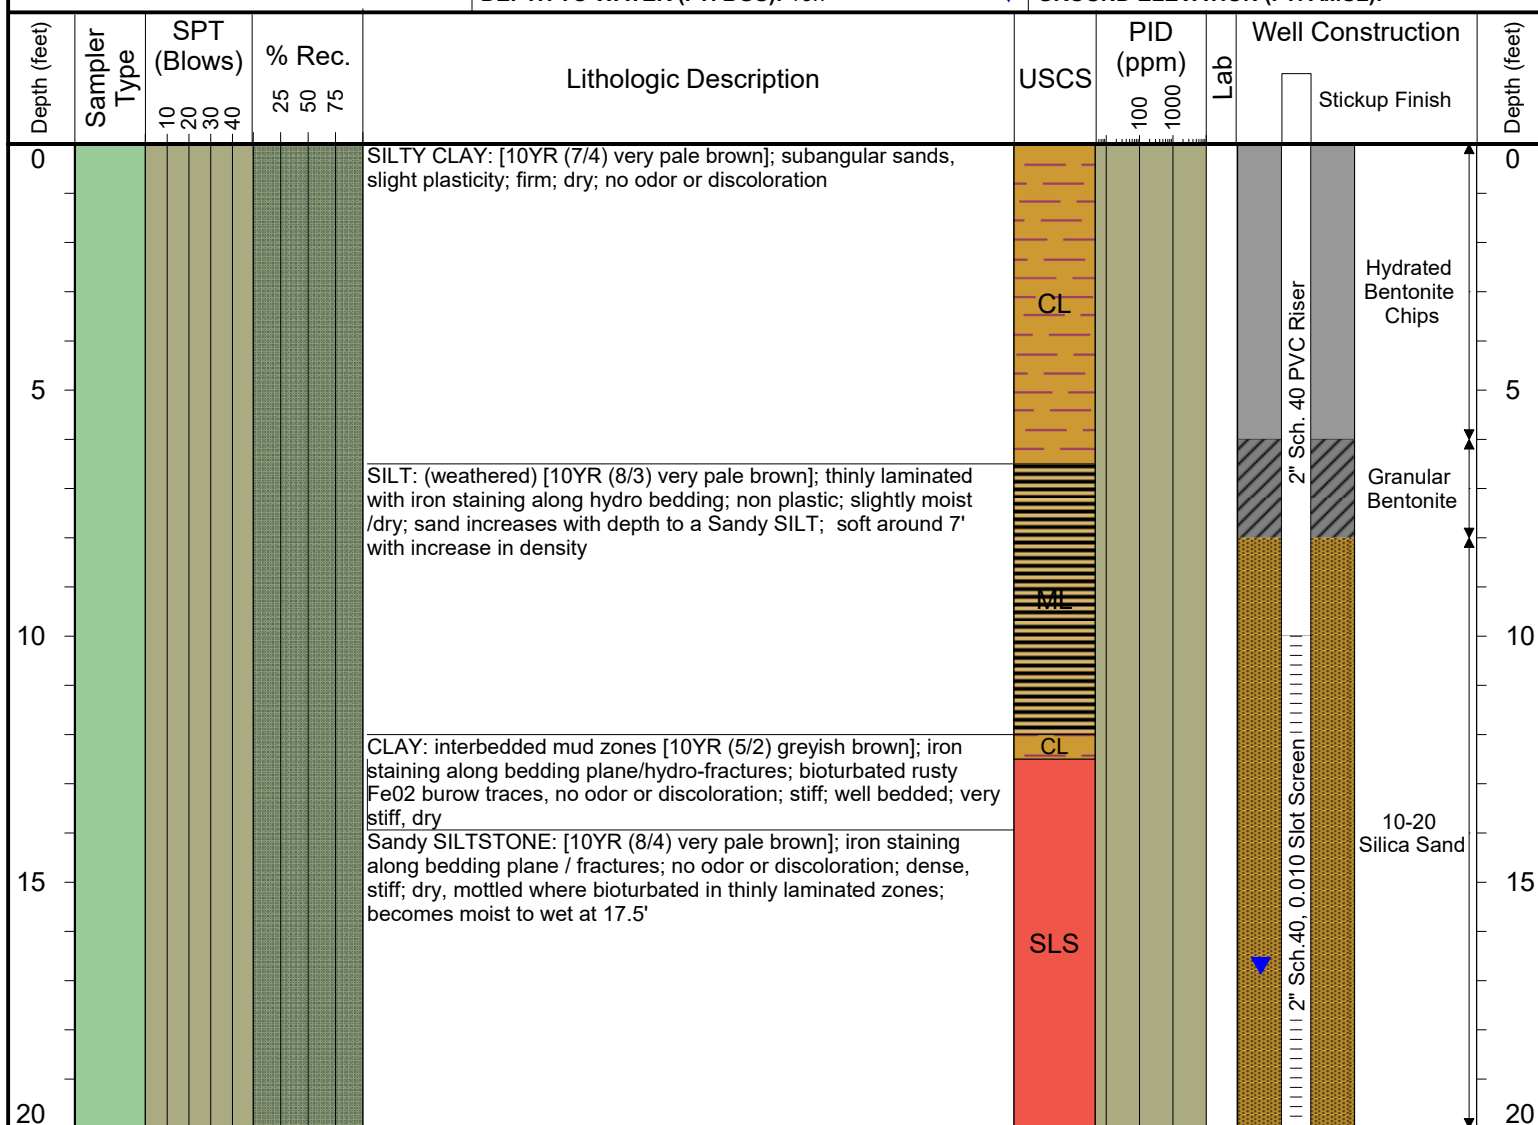 Depth (feet)
Sampler
Type
SPT
(Blows)
10 20 30 40
% Rec.
25 50 75
Lithologic Description
USCS
PID
(ppm)
100 1000
Lab
Well Construction
Stickup Finish
Depth (feet)
0
SILTY CLAY: [10YR (7/4) very pale brown]; subangular sands,
slight plasticity; firm; dry; no odor or discoloration
0
CL
2" Sch. 40 PVC Riser
Hydrated
Bentonite
Chips
5
5
SILT: (weathered) [10YR (8/3) very pale brown]; thinly laminated
with iron staining along hydro bedding; non plastic; slightly moist
/dry; sand increases with depth to a Sandy SILT; soft around 7'
with increase in density
Granular
Bentonite
ML
10
10
CLAY: interbedded mud zones [10YR (5/2) greyish brown]; iron
staining along bedding plane/hydro-fractures; bioturbated rusty
Fe02 burow traces, no odor or discoloration; stiff; well bedded; very
stiff, dry
CL
Sandy SILTSTONE: [10YR (8/4) very pale brown]; iron staining
along bedding plane / fractures; no odor or discoloration; dense,
stiff; dry, mottled where bioturbated in thinly laminated zones;
becomes moist to wet at 17.5'
2" Sch.40, 0.010 Slot Screen
10-20
Silica Sand
15
15
SLS
20
20